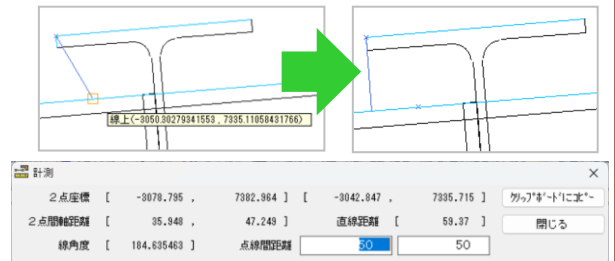 線上(-3050.30279341553 , 7335.11058431766)
計測
2点座標 [ -3078.795 , 7382.964 ] [ -3042.847 , 7335.715 ] クリップボードにコピー
2点間軸距離 [ 35.948 , 47.249 ] 直線距離 [ 59.37 ] 閉じる
線角度 [ 184.635463 ] 点線間距離 50 50